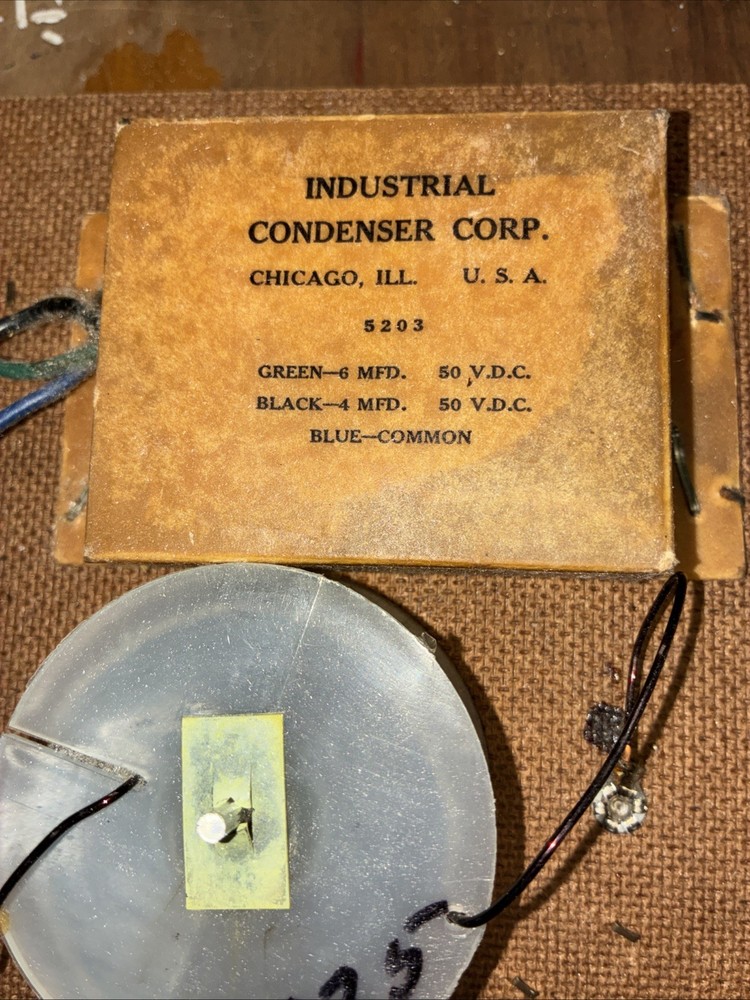 INDUSTRIAL
CONDENSER CORP.
CHICAGO, ILL. U. S. A.
5203
GREEN—6 MFD. 50 V.D.C.
BLACK—4 MFD. 50 V.D.C.
BLUE—COMMON